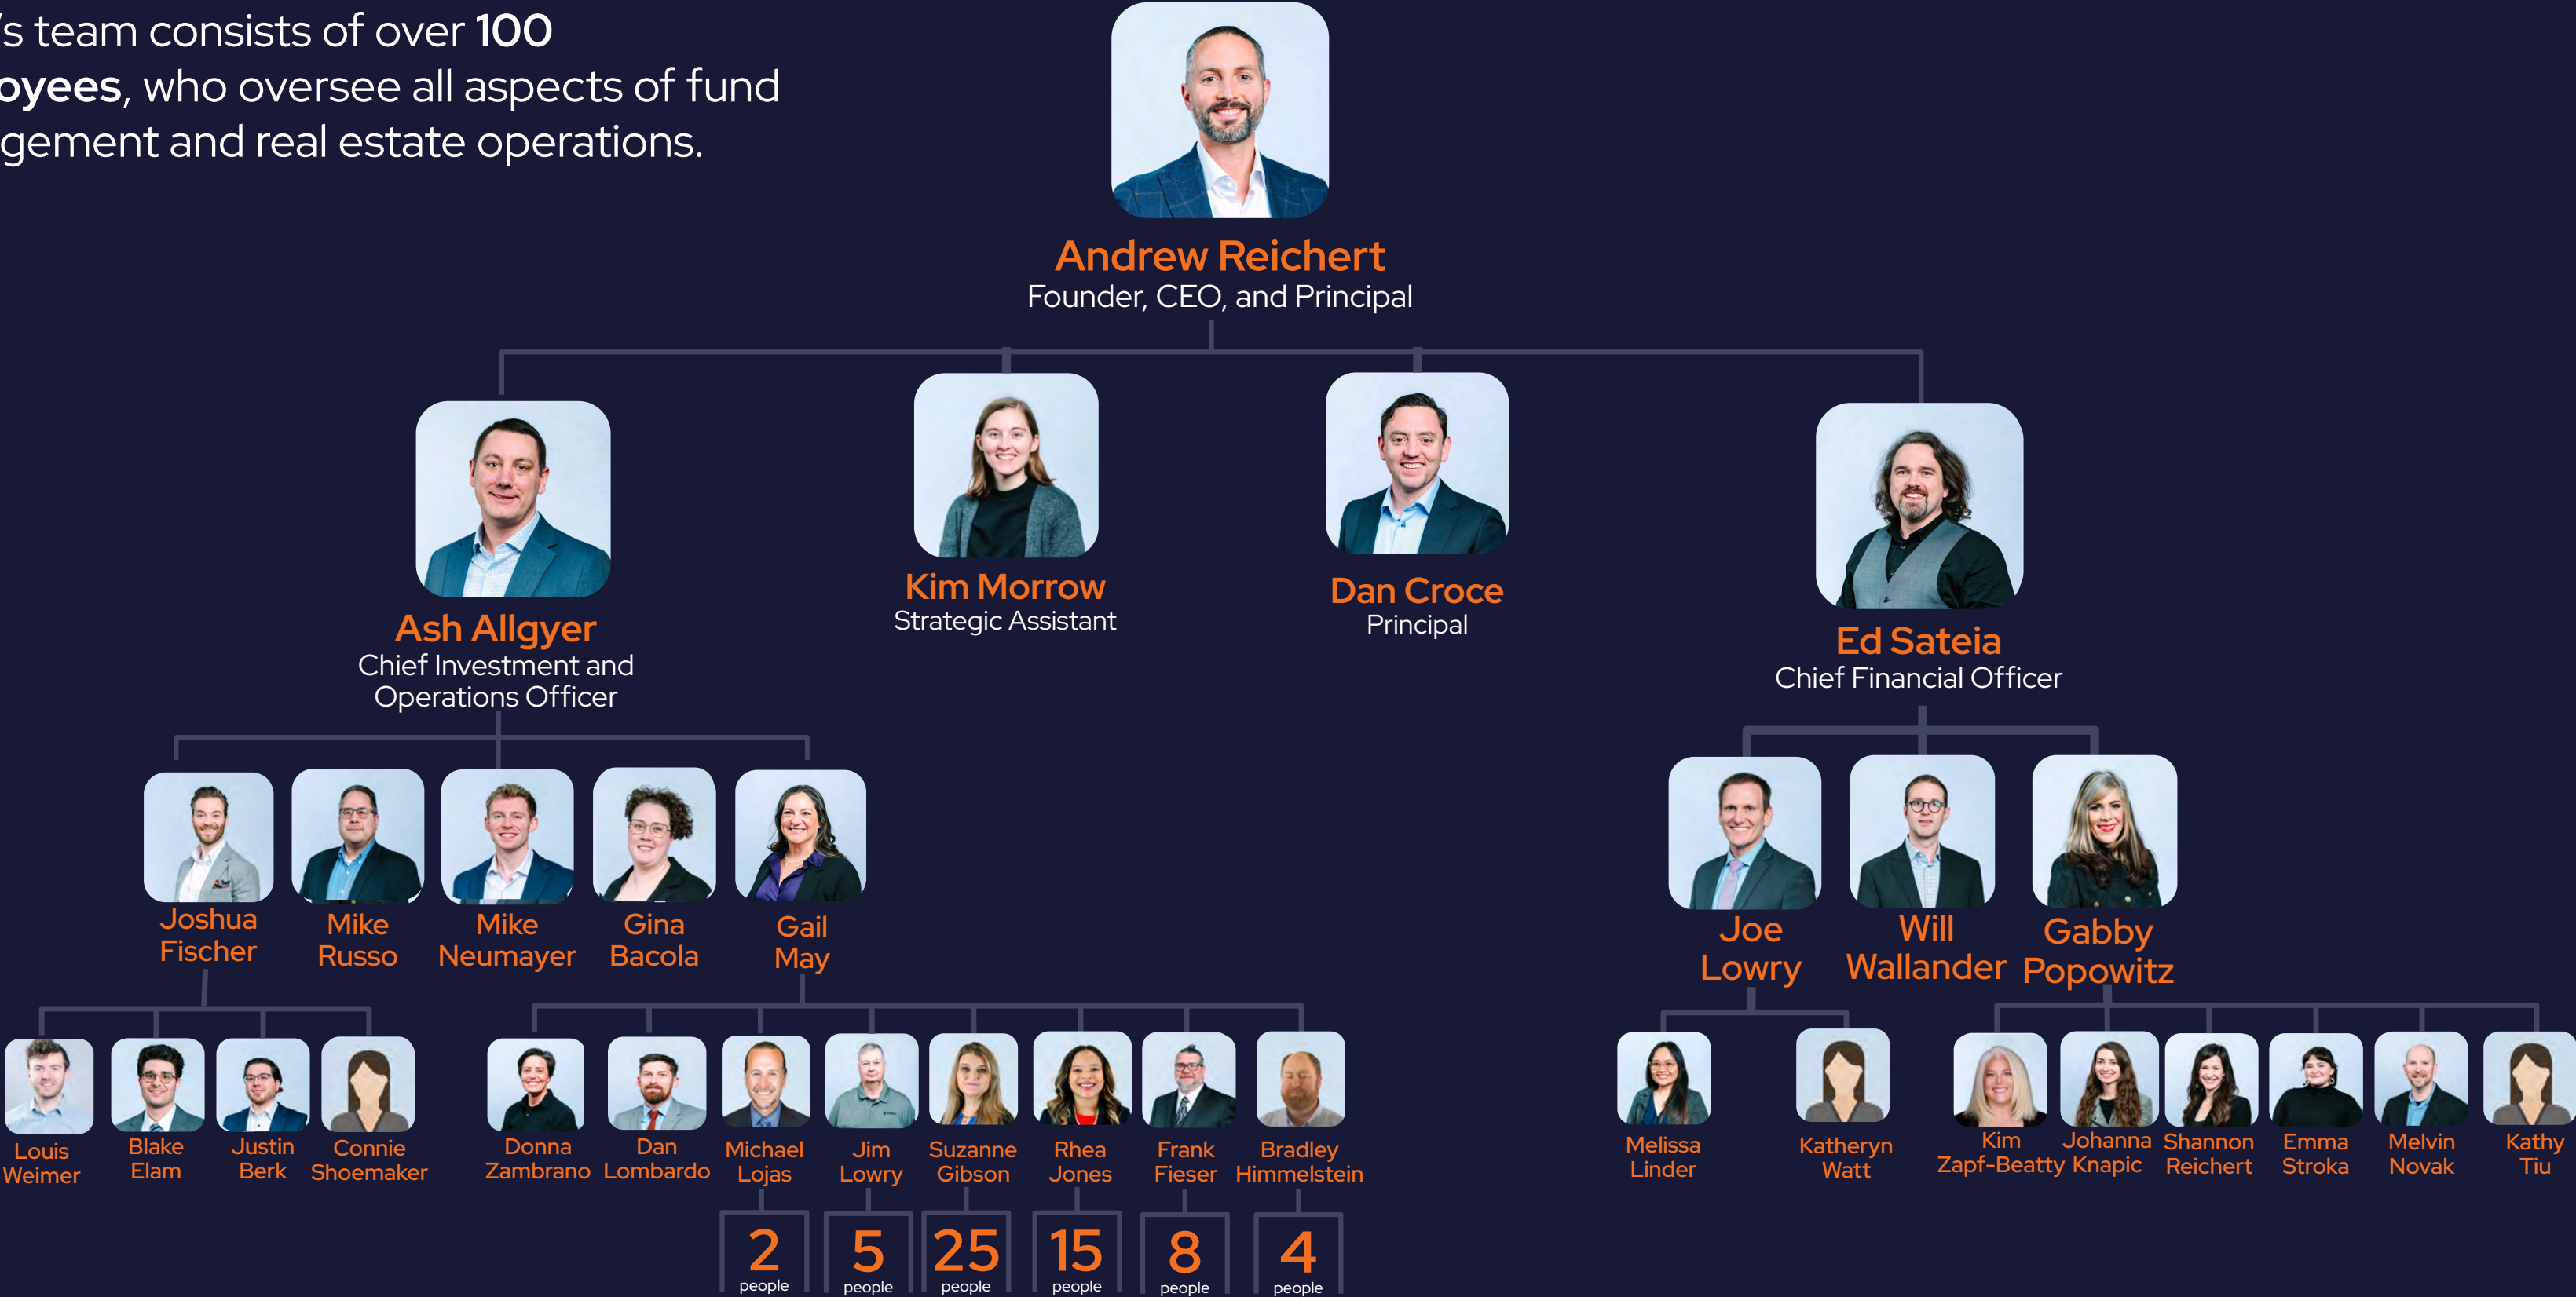 's team consists of over 100
oyees, who oversee all aspects of fund
gement and real estate operations.
Andrew Reichert
Founder, CEO, and Principal
Ash Allgyer
Chief Investment and
Operations Officer
Kim Morrow
Strategic Assistant
Dan Croce
Principal
Ed Sateia
Chief Financial Officer
Joshua
Fischer
Mike
Russo
Mike
Neumayer
Gina
Bacola
Gail
May
Joe
Lowry
Will
Wallander
Gabby
Popowitz
Louis
Weimer
Blake
Elam
Justin
Berk
Connie
Shoemaker
Donna
Zambrano
Dan
Lombardo
Michael
Lojas
Jim
Lowry
Suzanne
Gibson
Rhea
Jones
Frank
Fieser
Bradley
Himmelstein
Melissa
Linder
Katheryn
Watt
Kim
Zapf-Beatty
Johanna
Knapic
Shannon
Reichert
Emma
Stroka
Melvin
Novak
Kathy
Tiu
2
people
5
people
25
people
15
people
8
people
4
people